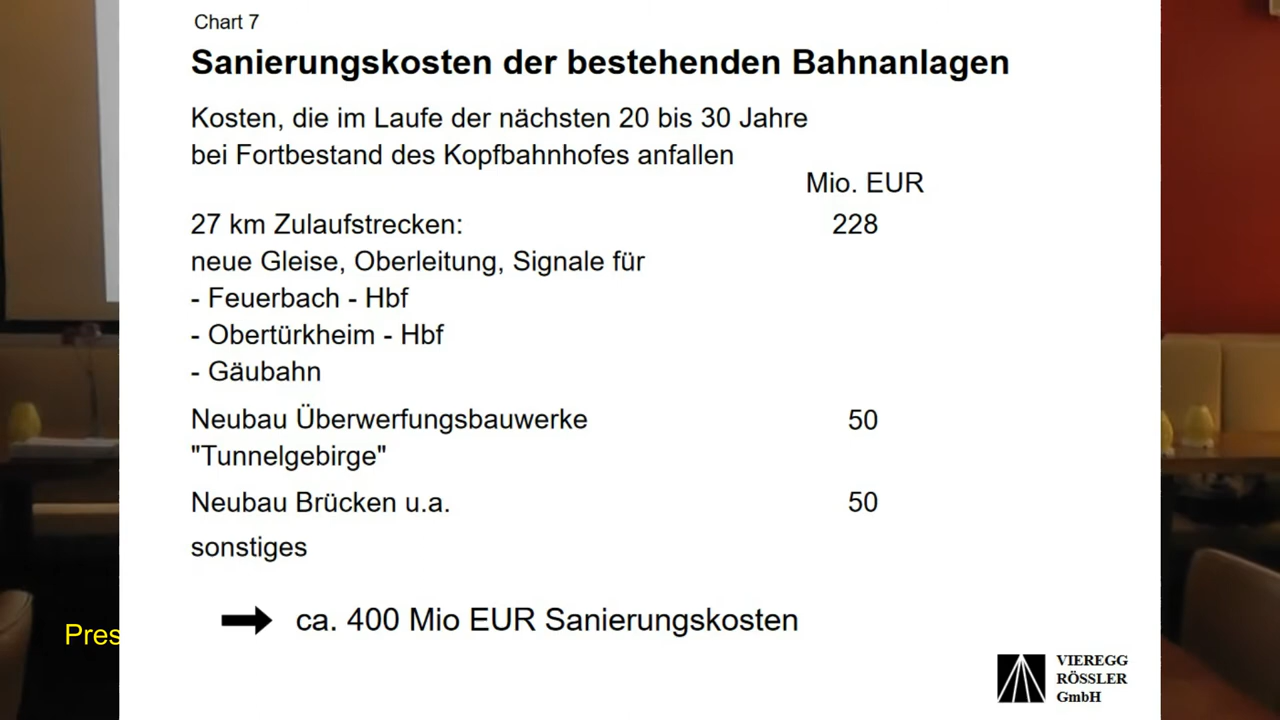 Chart 7
Sanierungskosten der bestehenden Bahnanlagen
Kosten, die im Laufe der nächsten 20 bis 30 Jahre
bei Fortbestand des Kopfbahnhofes anfallen
Mio. EUR
27 km Zulaufstrecken: 228
neue Gleise, Oberleitung, Signale für
- Feuerbach - Hbf
- Obertürkheim - Hbf
- Gäubahn
Neubau Überwerfungsbauwerke 50
"Tunnelgebirge"
Neubau Brücken u.a. 50
sonstiges
ca. 400 Mio EUR Sanierungskosten
Pres
VIEREGG
RÖSSLER
GmbH